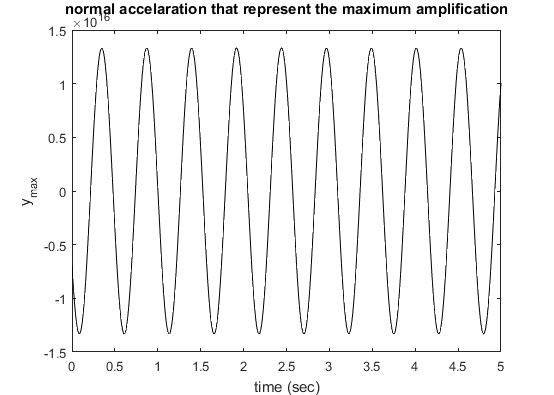 normal accelaration that represent the maximum amplification
×10^16
1.5
1
0.5
0
-0.5
-1
-1.5
y_max
0 0.5 1 1.5 2 2.5 3 3.5 4 4.5 5
time (sec)